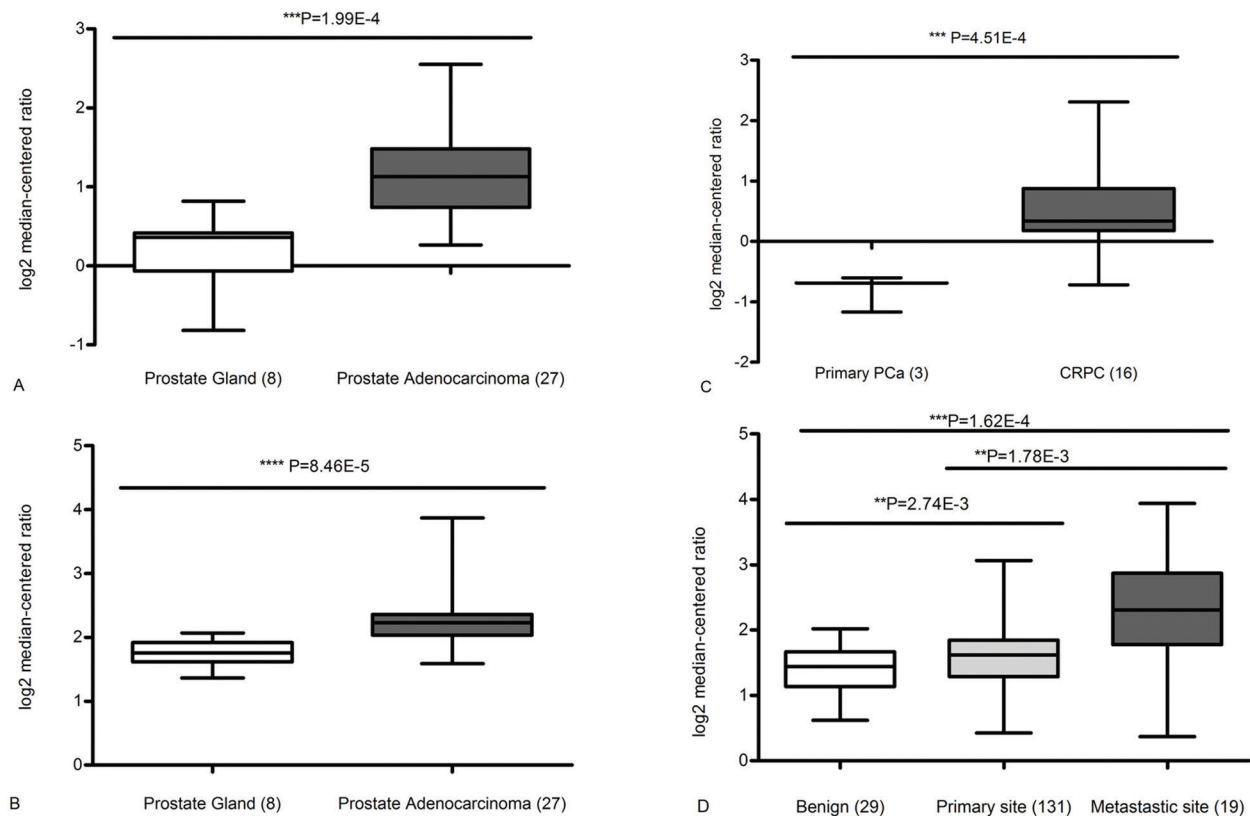 ***P=1.99E-4
3
2
1
0
-1
log2 median-centered ratio
Prostate Gland (8) Prostate Adenocarcinoma (27)
A
**** P=8.46E-5
5
4
3
2
1
0
log2 median-centered ratio
Prostate Gland (8) Prostate Adenocarcinoma (27)
B
*** P=4.51E-4
3
2
1
0
-1
-2
log2 median-centered ratio
Primary PCa (3) CRPC (16)
C
***P=1.62E-4
**P=1.78E-3
**P=2.74E-3
5
4
3
2
1
0
log2 median-centered ratio
Benign (29) Primary site (131) Metastastic site (19)
D